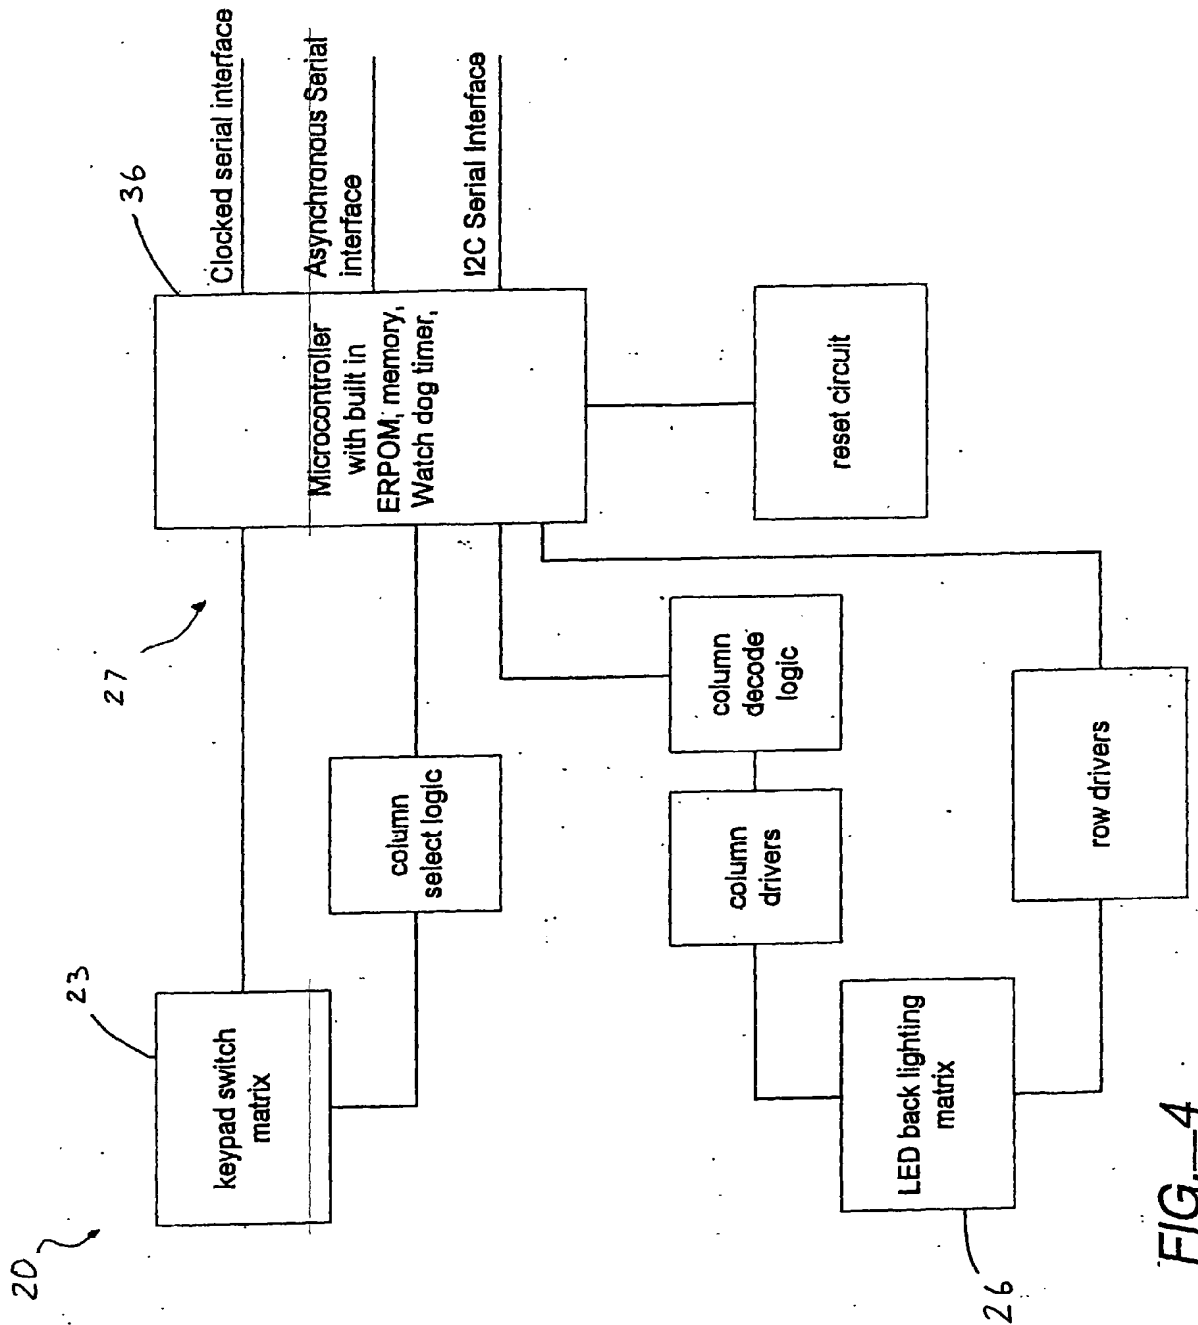 20
23
keypad switch
matrix
27
36
Microcontroller
with built in
ERPOM, memory,
Watch dog timer,
Clocked serial interface
Asynchronous Serial
interface
I2C Serial Interface
column
select logic
reset circuit
column
decode
logic
column
drivers
LED back lighting
matrix
26
row drivers
FIG.—4